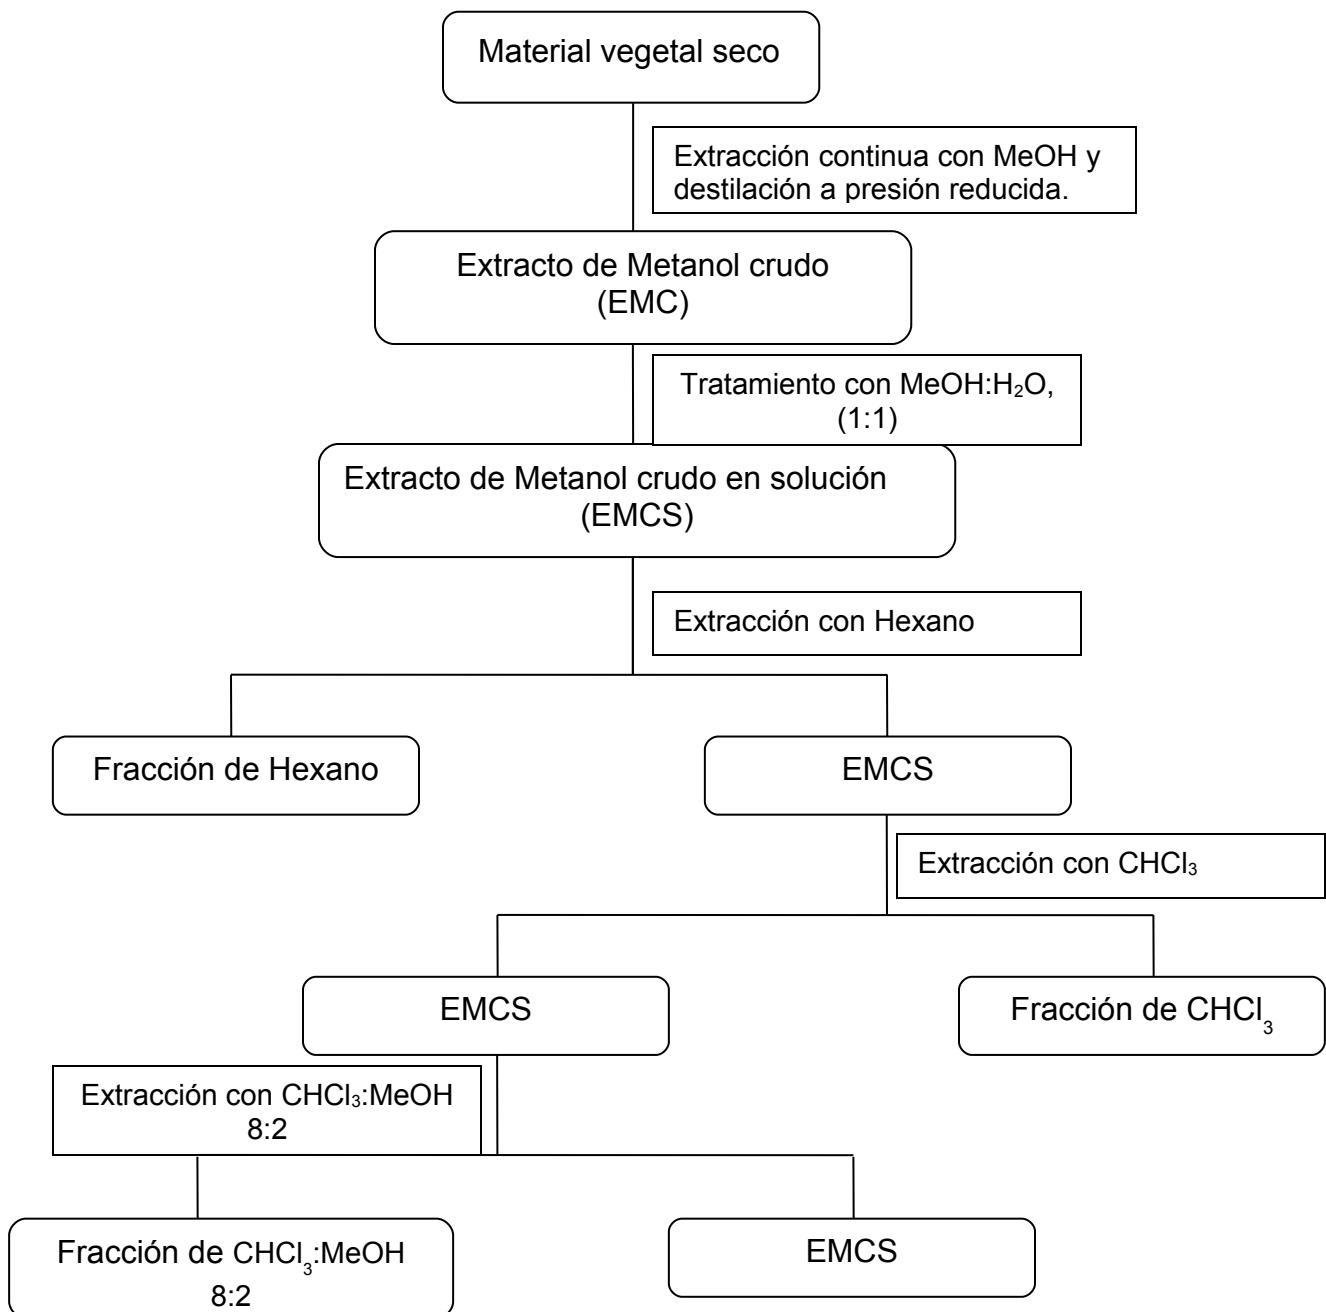 Material vegetal seco
Extracción continua con MeOH y
destilación a presión reducida.
Extracto de Metanol crudo
(EMC)
Tratamiento con MeOH:H₂O,
(1:1)
Extracto de Metanol crudo en solución
(EMCS)
Extracción con Hexano
Fracción de Hexano
EMCS
Extracción con CHCl₃
EMCS
Fracción de CHCl₃
Extracción con CHCl₃:MeOH
8:2
Fracción de CHCl₃:MeOH
8:2
EMCS